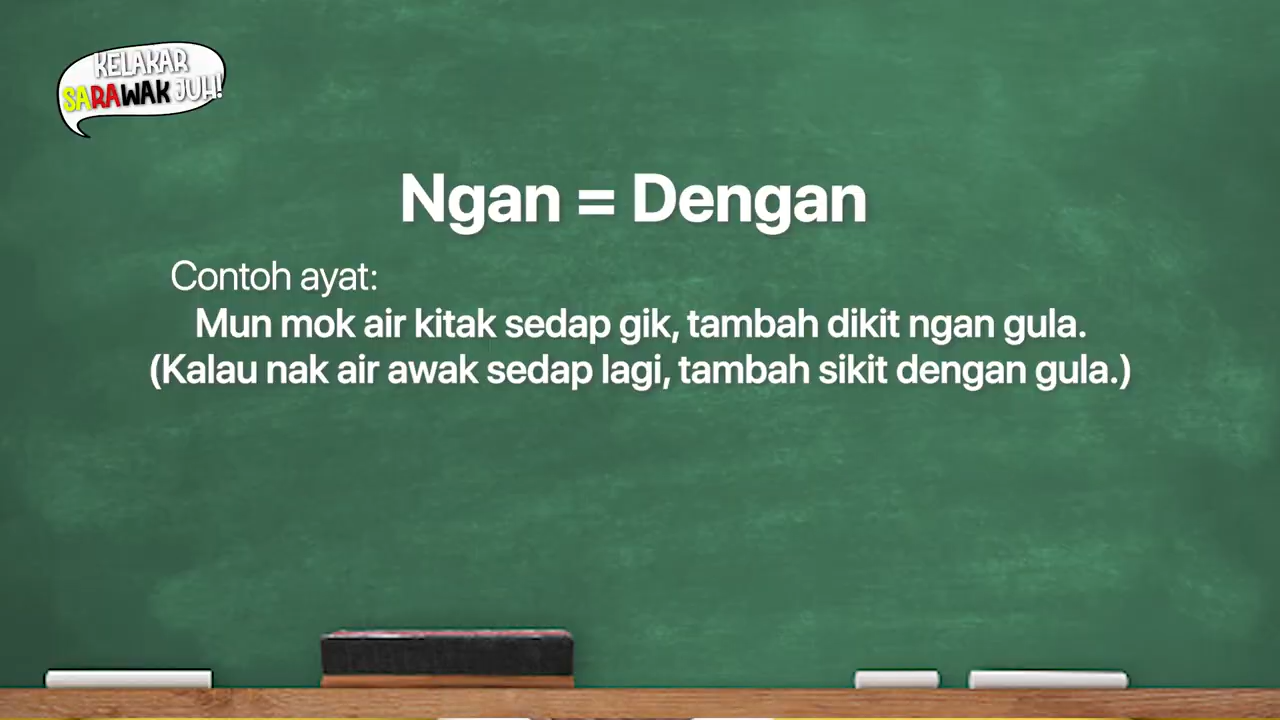 KELAKAR
SARAWAK JUH!
Ngan = Dengan
Contoh ayat:
Mun mok air kitak sedap gik, tambah dikit ngan gula.
(Kalau nak air awak sedap lagi, tambah sikit dengan gula.)